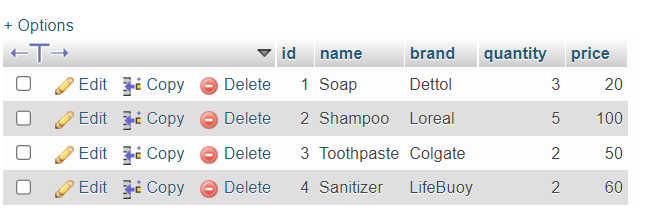 + Options
←T→ id name brand quantity price
Edit Copy Delete 1 Soap Dettol 3 20
Edit Copy Delete 2 Shampoo Loreal 5 100
Edit Copy Delete 3 Toothpaste Colgate 2 50
Edit Copy Delete 4 Sanitizer LifeBuoy 2 60